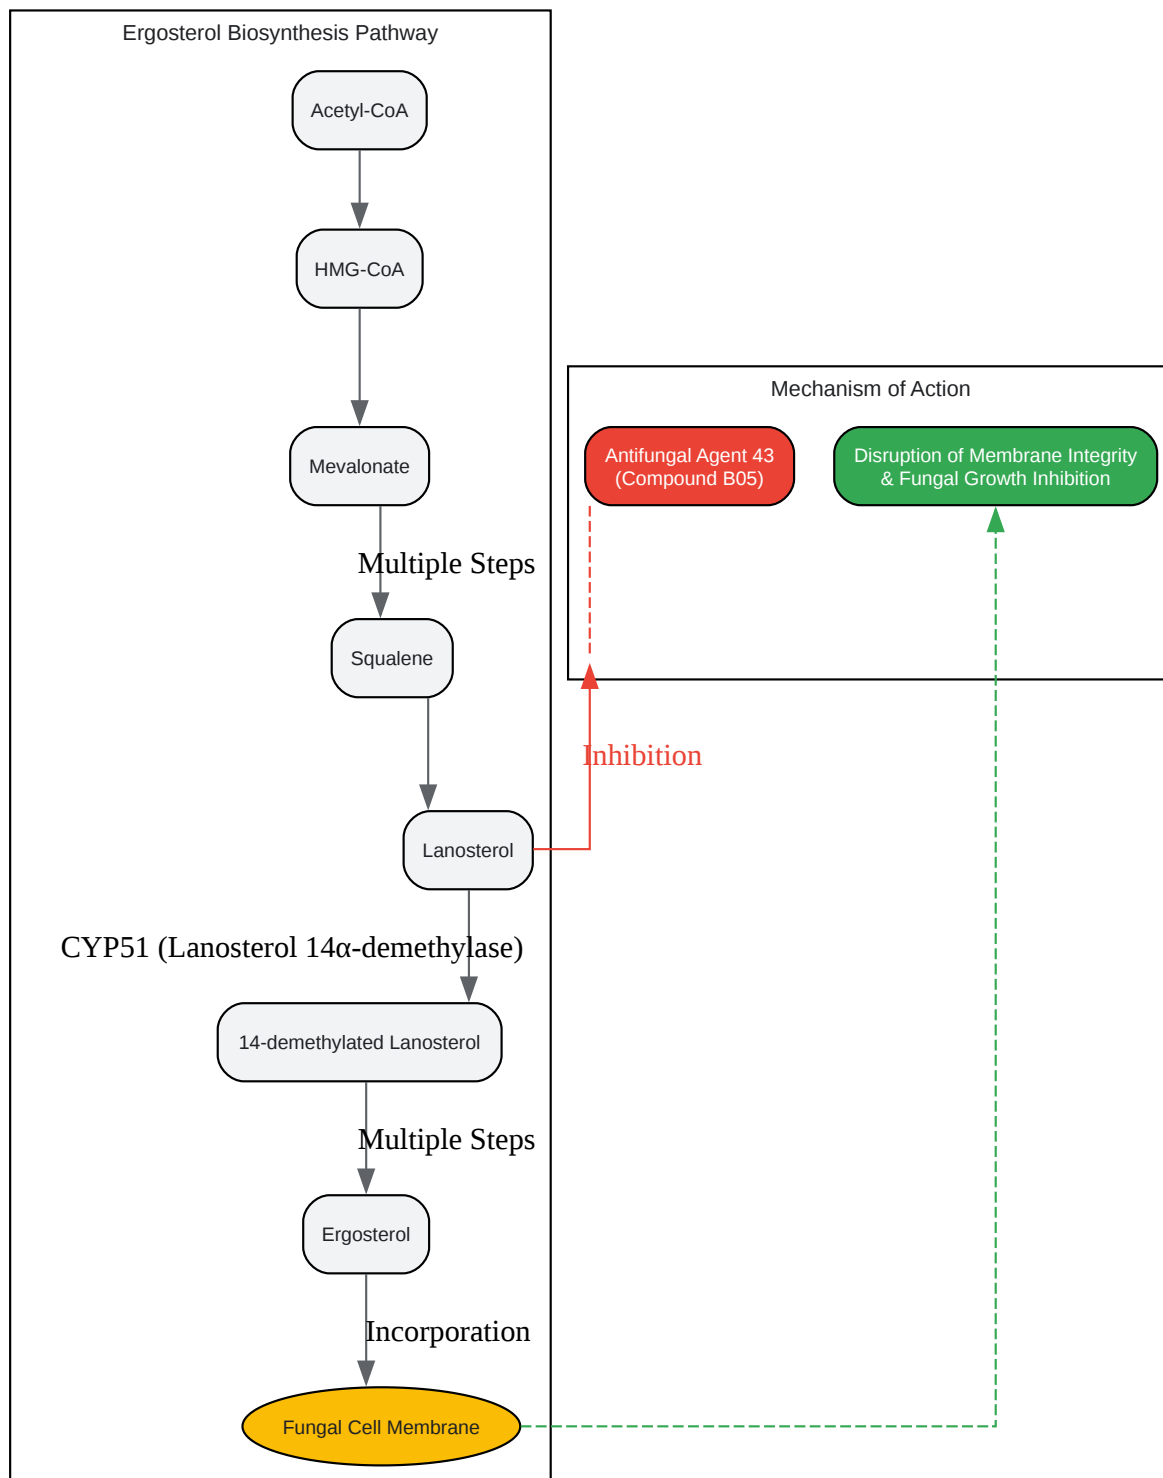 Ergosterol Biosynthesis Pathway
Acetyl-CoA
HMG-CoA
Mechanism of Action
Mevalonate
Antifungal Agent 43
(Compound B05)
Disruption of Membrane Integrity
& Fungal Growth Inhibition
Multiple Steps
Squalene
Inhibition
Lanosterol
CYP51 (Lanosterol 14α-demethylase)
14-demethylated Lanosterol
Multiple Steps
Ergosterol
Incorporation
Fungal Cell Membrane